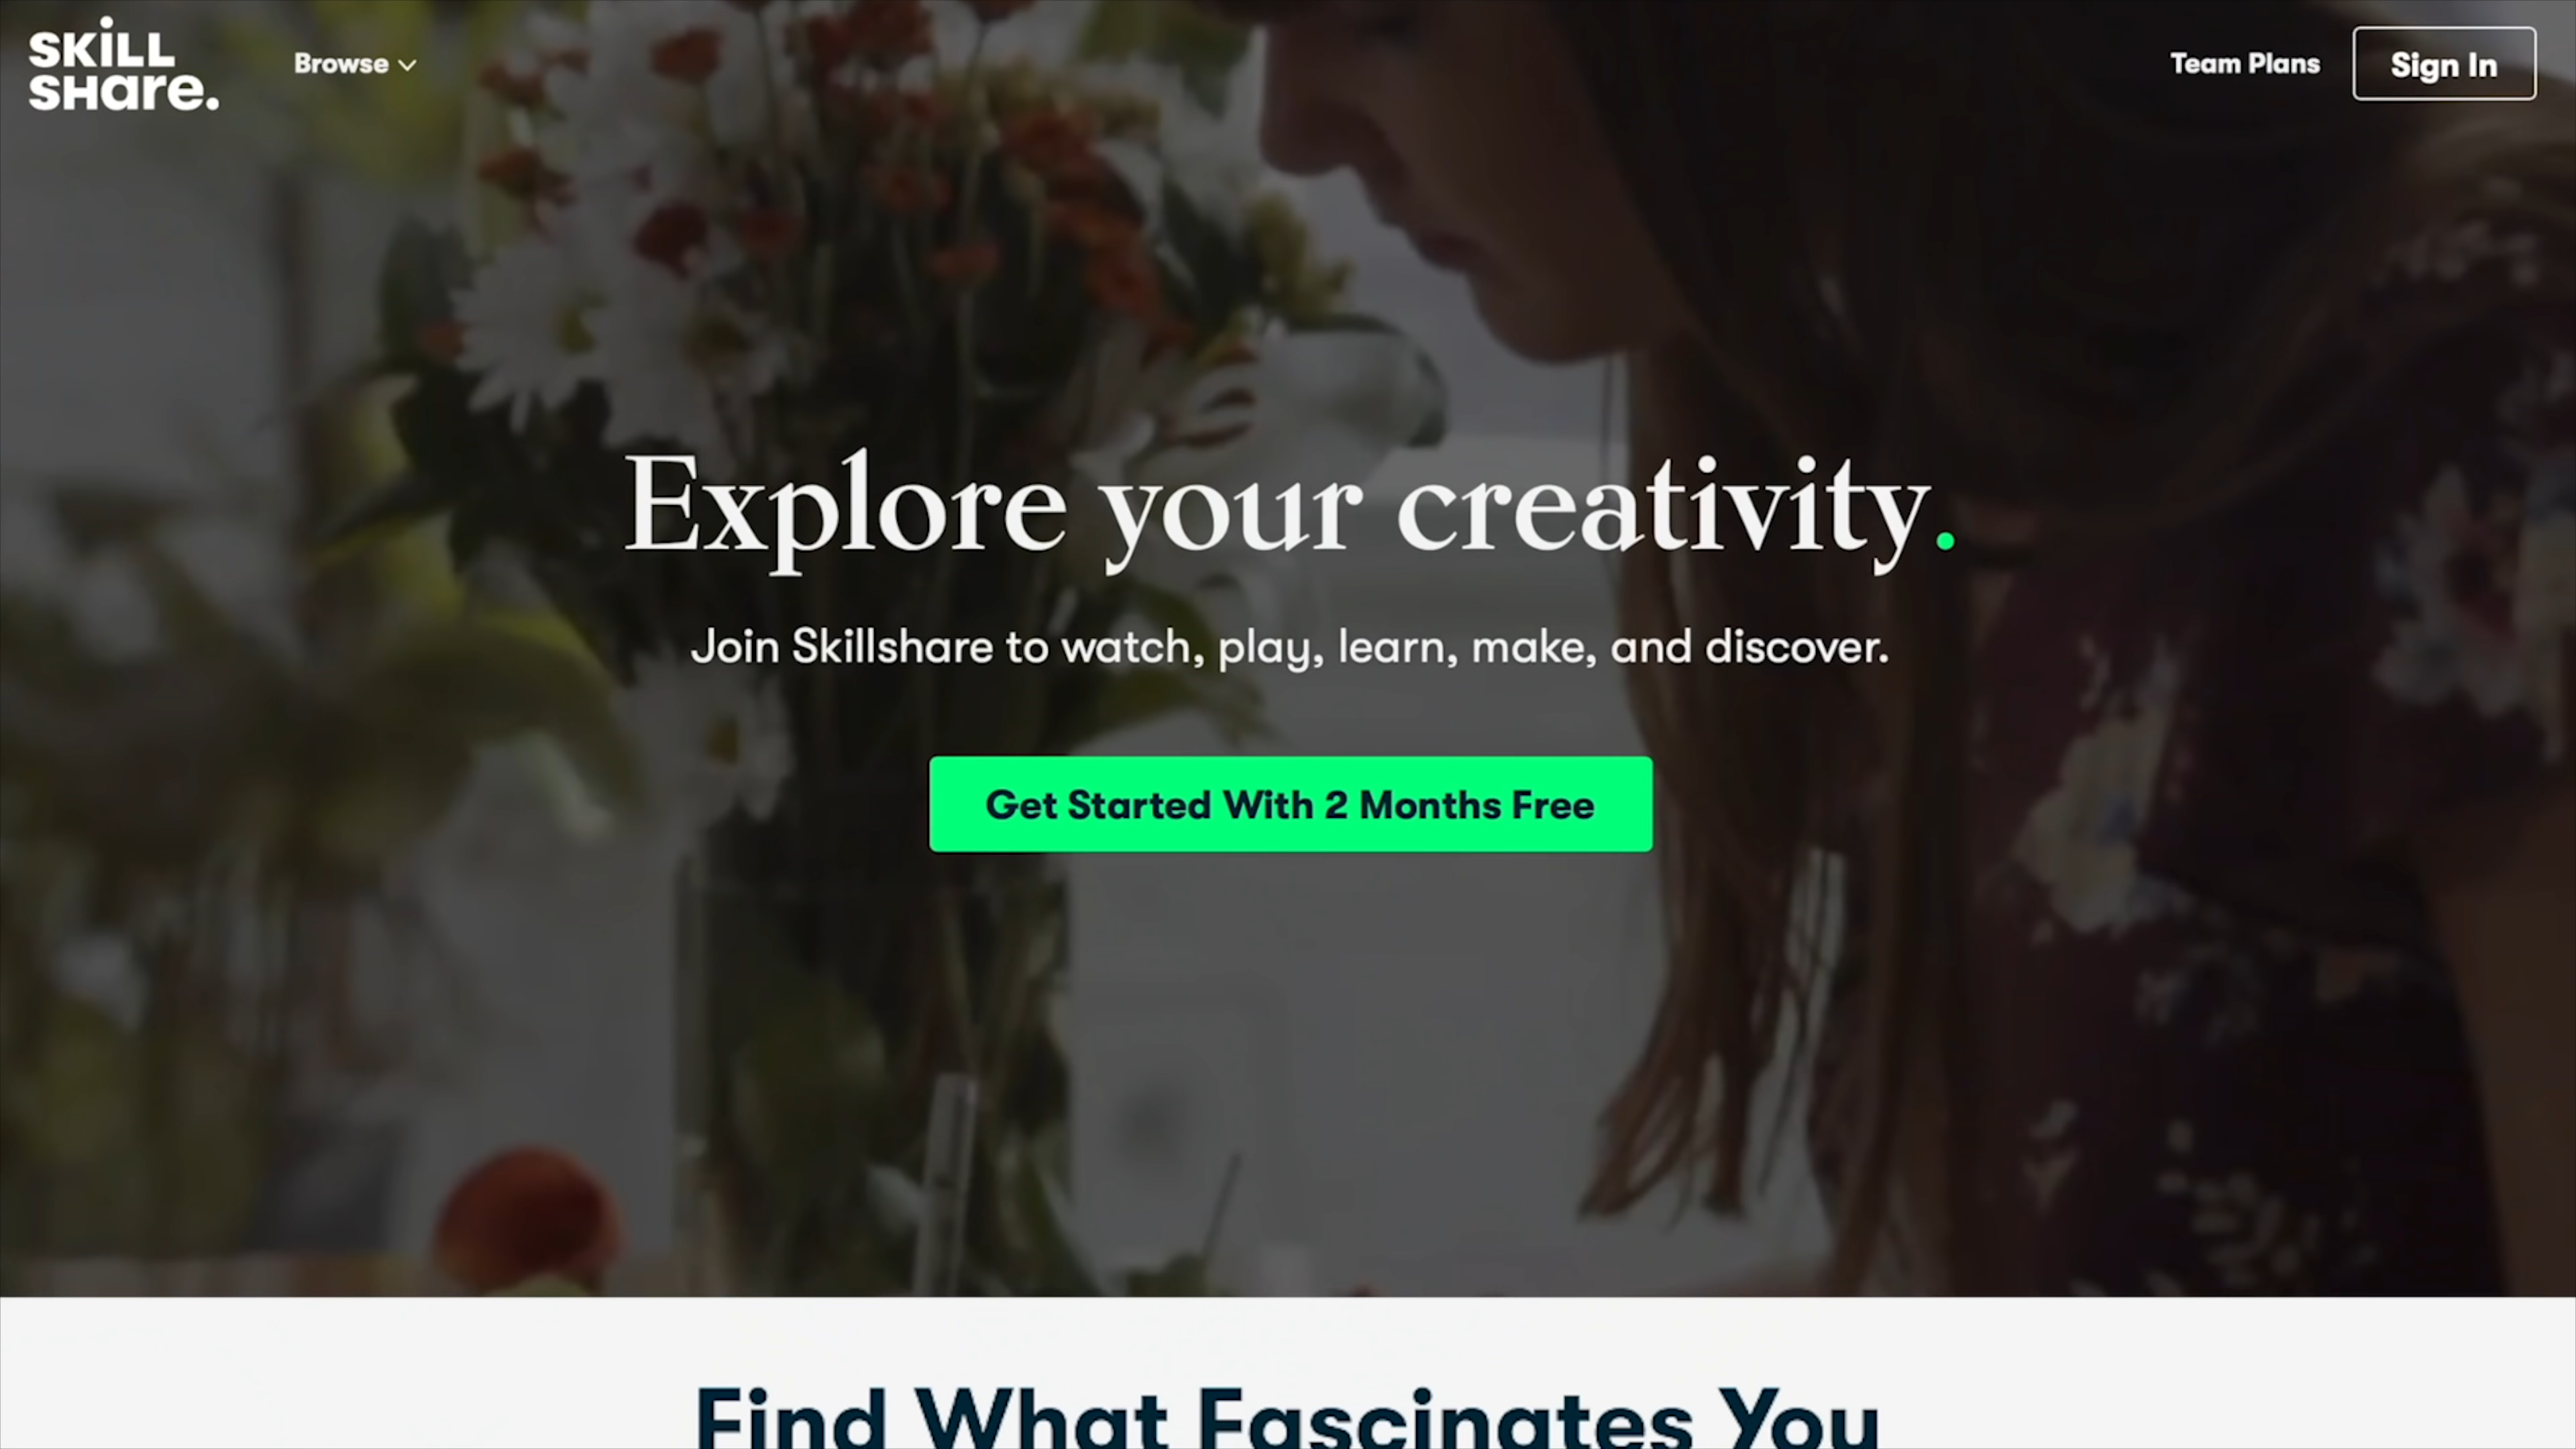 SKiLL
SHare.
Browse
Team Plans
Sign In
Explore your creativity.
Join Skillshare to watch, play, learn, make, and discover.
Get Started With 2 Months Free
Find What Fascinates You